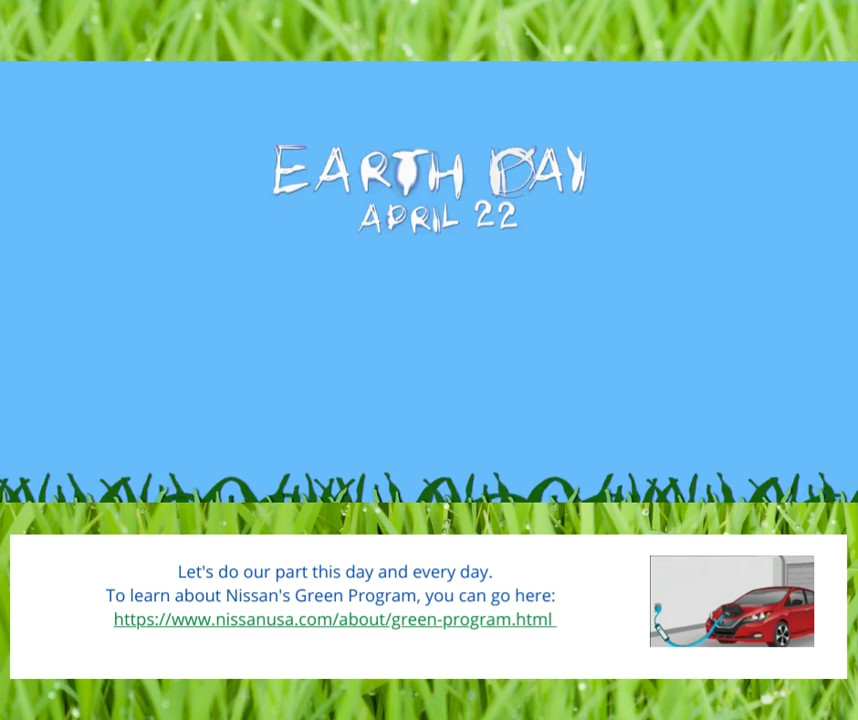 EARTH DAY
APRIL 22
Let's do our part this day and every day.
To learn about Nissan's Green Program, you can go here:
https://www.nissanusa.com/about/green-program.html